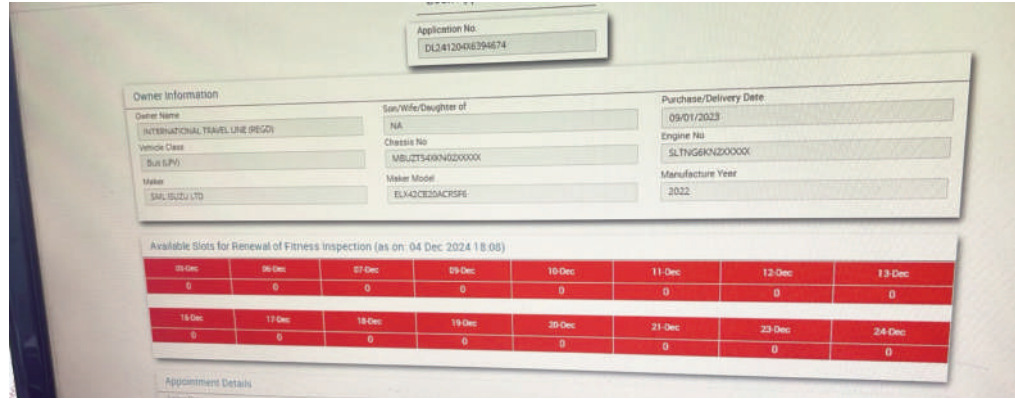 Application No.
DL241204X6394674
Owner Information
Owner Name
Son/Wife/Daughter of
Purchase/Delivery Date
INTERNATIONAL TRAVEL LINE (REGD)
NA
09/01/2023
Vehicle Class
Chassis No
Engine No
Bus (LPV)
MBUZT54XKN02XXXXX
SLTNG6KN2XXXXX
Maker
Maker Model
Manufacture Year
SML ISUZU LTD
2022
Available Slots for Renewal of Fitness Inspection (as on: 04 Dec 2024 18:08)
05-Dec 06-Dec 07-Dec 09-Dec 10-Dec 11-Dec 12-Dec 13-Dec
0 0 0 0 0 0 0 0
16-Dec 17-Dec 18-Dec 19-Dec 20-Dec 21-Dec 23-Dec 24-Dec
0 0 0 0 0 0 0 0
Appointment Details